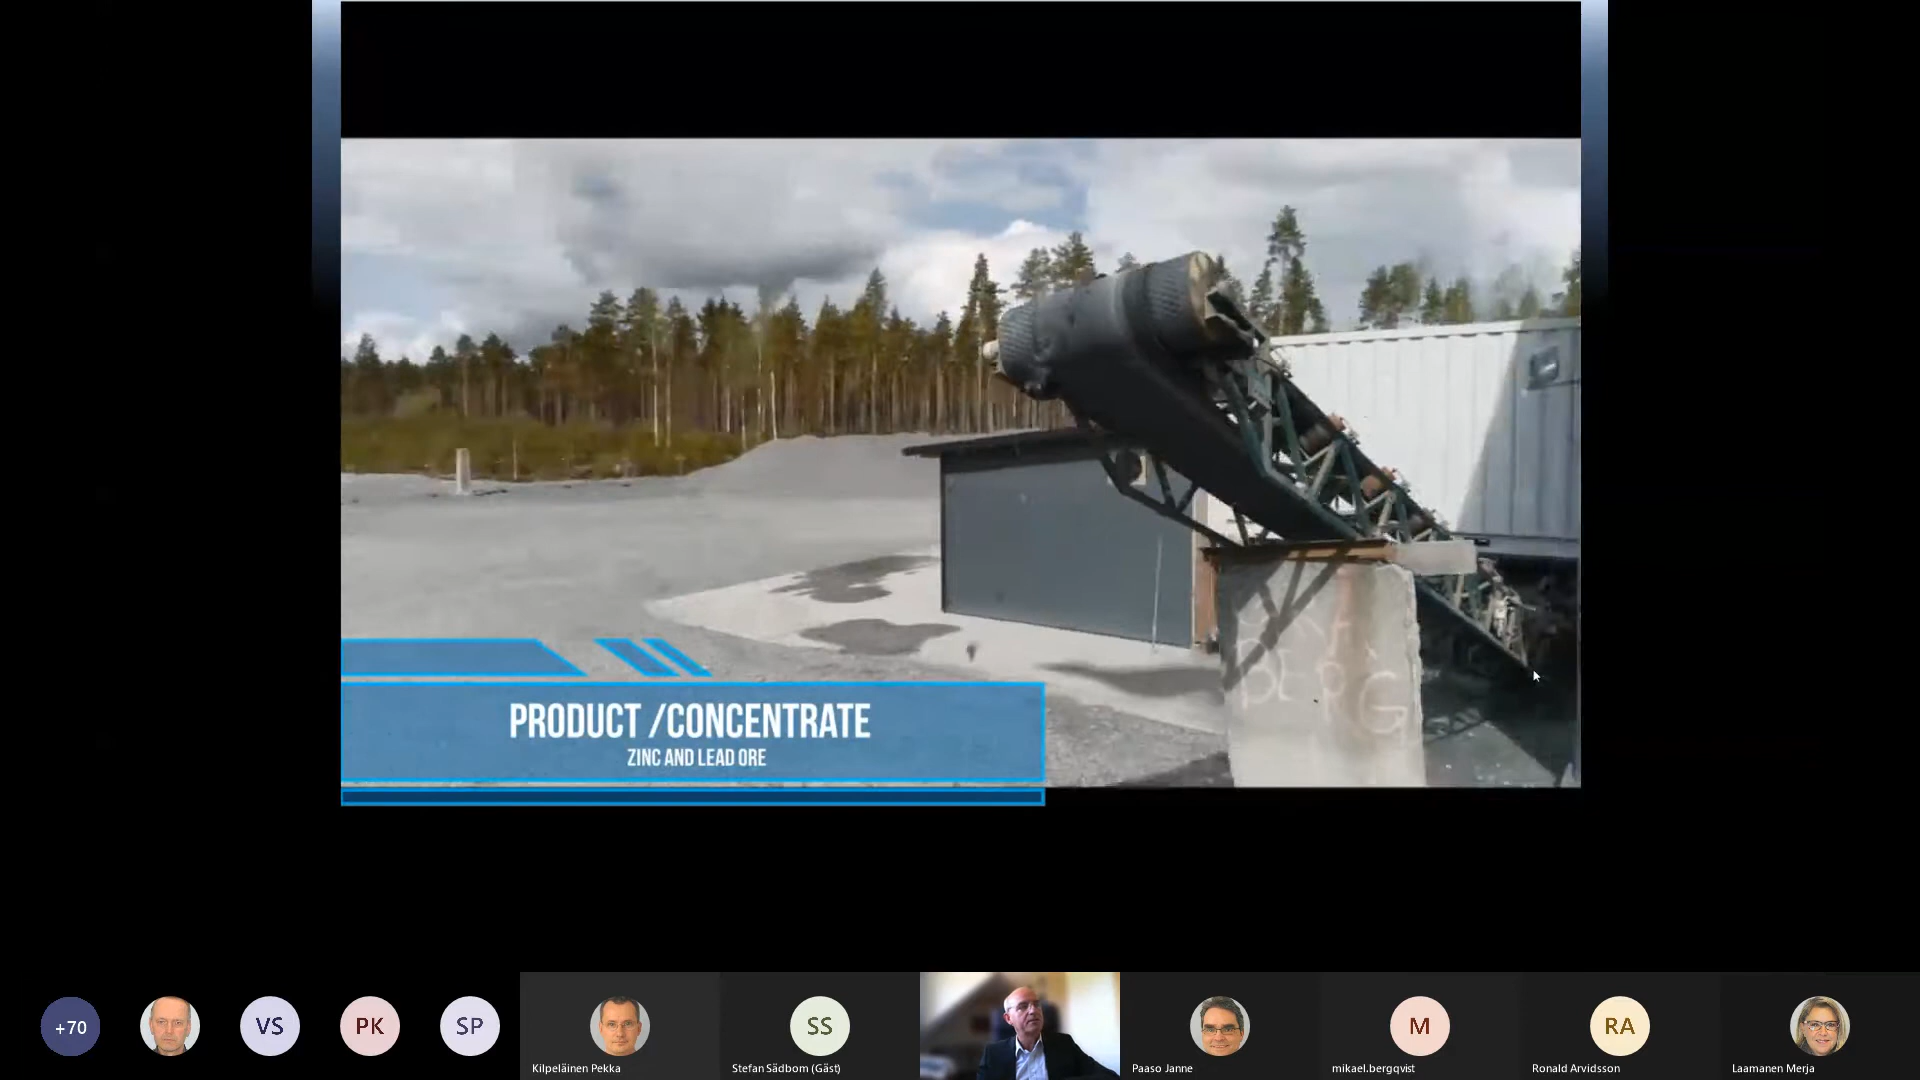 PRODUCT /CONCENTRATE
ZINC AND LEAD ORE
BERG
+70
VS
PK
SP
Kilpeläinen Pekka
SS
Stefan Sädbom (Gäst)
Paaso Janne
M
mikael.bergqvist
RA
Ronald Arvidsson
Laamanen Merja